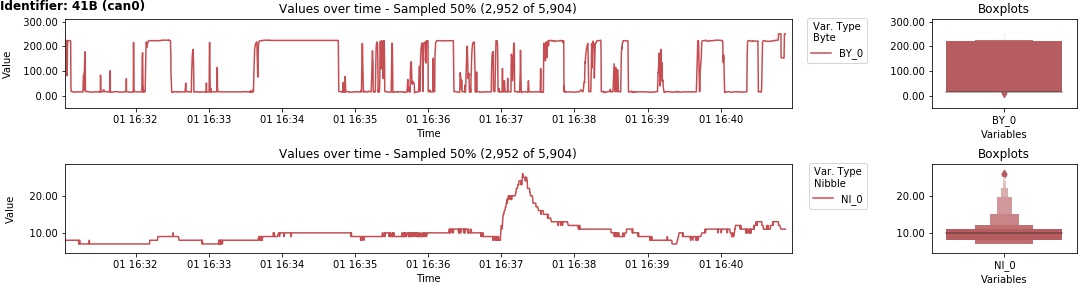 Identifier: 41B (can0)
Values over time - Sampled 50% (2,952 of 5,904)
Value
300.00
200.00
100.00
0.00
01 16:32 01 16:33 01 16:34 01 16:35 01 16:36 01 16:37 01 16:38 01 16:39 01 16:40
Time
Var. Type
Byte
BY_0
Boxplots
300.00
200.00
100.00
0.00
BY_0
Variables
Values over time - Sampled 50% (2,952 of 5,904)
Value
20.00
10.00
01 16:32 01 16:33 01 16:34 01 16:35 01 16:36 01 16:37 01 16:38 01 16:39 01 16:40
Time
Var. Type
Nibble
NI_0
Boxplots
20.00
10.00
NI_0
Variables